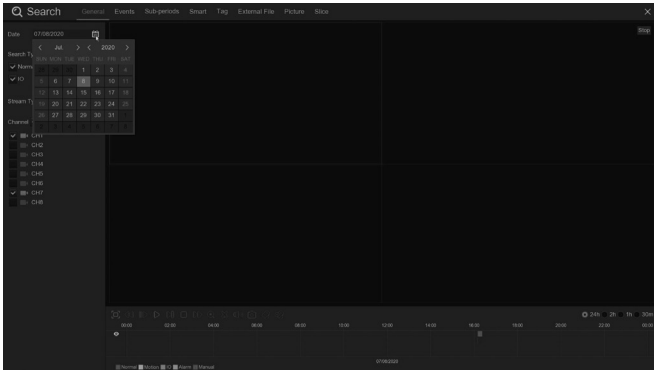 Search General Events Sub-periods Smart Tag External File Picture Slice
Date 07/08/2020
Stop
Jul. 2020
SUN MON TUE WED THU FRI SAT
1 2 3 4
5 6 7 8 9 10 11
12 13 14 15 16 17 18
19 20 21 22 23 24 25
26 27 28 29 30 31
Search Ty
Norma
IO
Stream Ty
Channel
CH1
CH2
CH3
CH4
CH5
CH6
CH7
CH8
24h 2h 1h 30m
00:00 02:00 04:00 06:00 08:00 10:00 12:00 14:00 16:00 18:00 20:00 22:00 00:00
07/08/2020
Normal Motion IO Alarm Manual